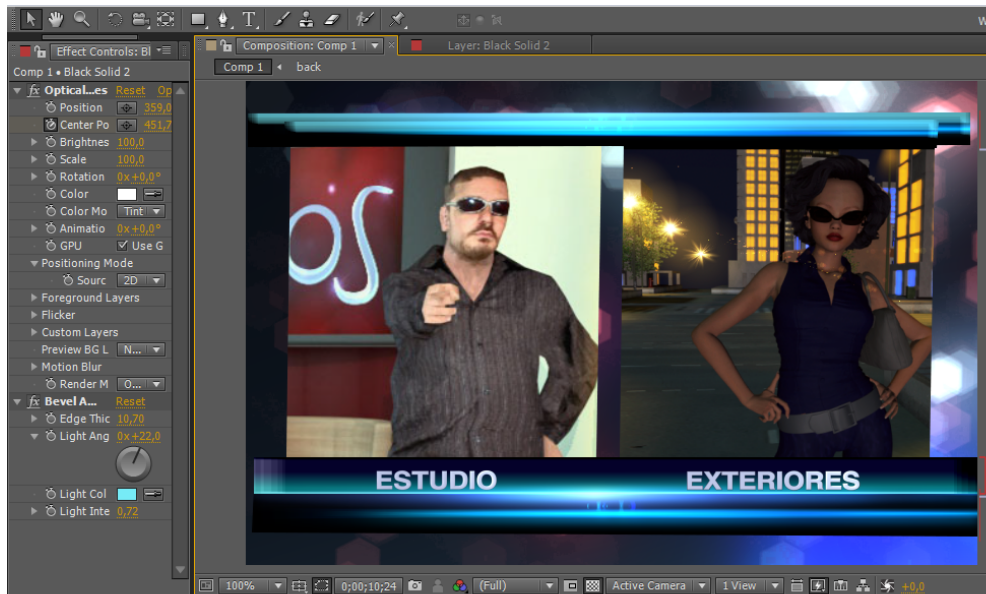 Effect Controls: Bl
Composition: Comp 1
Layer: Black Solid 2
Comp 1 • Black Solid 2
Comp 1
back
fx Optical...es Reset Op
Position 359,0
Center Po 451,7
Brightnes 100,0
Scale 100,0
Rotation 0x+0,0°
Color
Color Mo Tint
Animatio 0x+0,0°
GPU Use G
Positioning Mode
Sourc 2D
Foreground Layers
Flicker
Custom Layers
Preview BG L N...
Motion Blur
Render M O...
fx Bevel A... Reset
Edge Thic 10,70
Light Ang 0x+22,0
Light Col
Light Inte 0,72
ESTUDIO
EXTERIORES
100%
0;00;10;24
(Full)
Active Camera
1 View
+0,0